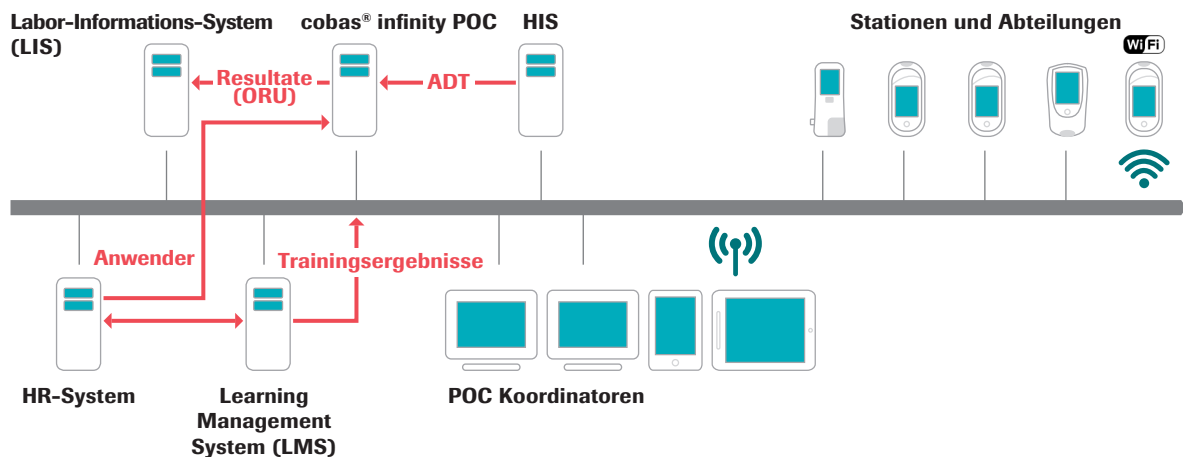 Labor-Informations-System
(LIS)
cobas® infinity POC
HIS
Stationen und Abteilungen
WiFi
Resultate
(ORU)
ADT
Anwender
Trainingsergebnisse
HR-System
Learning
Management
System (LMS)
POC Koordinatoren